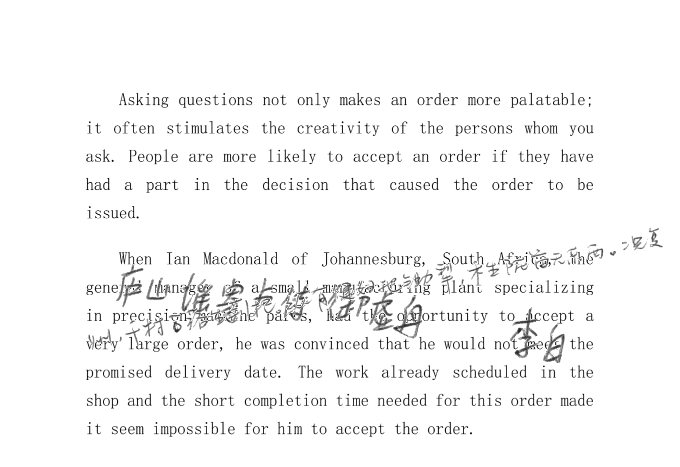 Asking questions not only makes an order more palatable;
it often stimulates the creativity of the persons whom you
ask. People are more likely to accept an order if they have
had a part in the decision that caused the order to be
issued.
When Ian Macdonald of Johannesburg, South Africa, the
general manager of a small manufacturing plant specializing
in precision machine parts, had the opportunity to accept a
very large order, he was convinced that he would not meet the
promised delivery date. The work already scheduled in the
shop and the short completion time needed for this order made
it seem impossible for him to accept the order.
庐山
李白